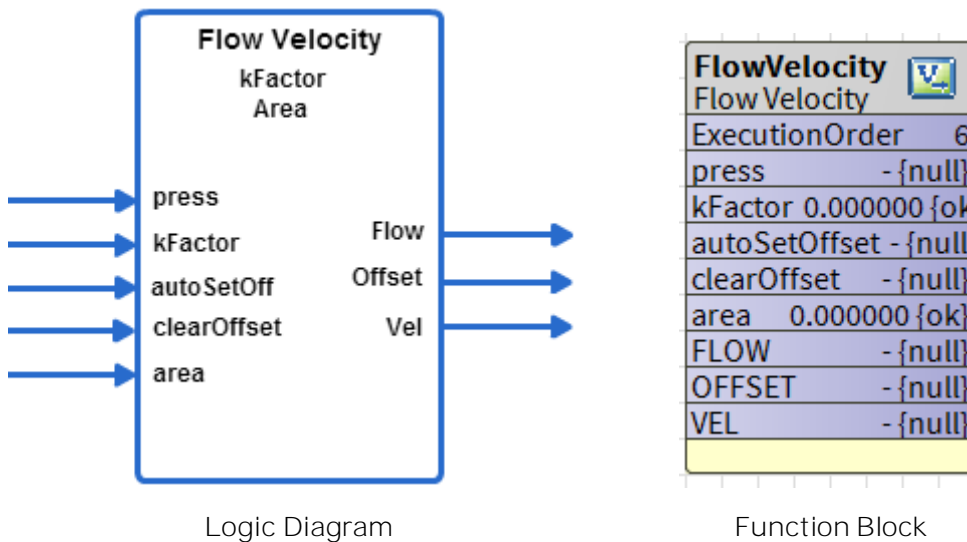 Flow Velocity
kFactor
Area
press
kFactor
autoSetOff
clearOffset
area
Flow
Offset
Vel
FlowVelocity
Flow Velocity
ExecutionOrder 6
press - {null}
kFactor 0.000000 {ok
autoSetOffset - {null
clearOffset - {null}
area 0.000000 {ok}
FLOW - {null}
OFFSET - {null}
VEL - {null}
Logic Diagram
Function Block